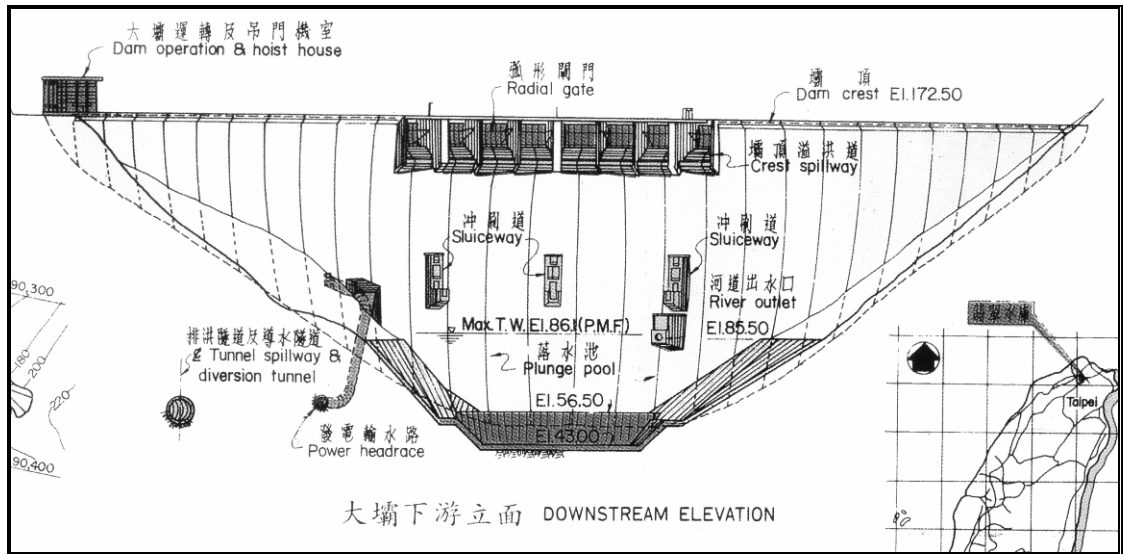 大壩運轉及吊門機室
Dam operation & hoist house
弧形閘門
Radial gate
壩頂
Dam crest El.172.50
壩頂溢洪道
Crest spillway
冲刷道
Sluiceway
冲刷道
Sluiceway
河道出水口
River outlet
El.85.50
Max. T.W. El.86.1(P.M.F.)
排洪隧道及導水隧道
℄ Tunnel spillway &
diversion tunnel
落水池
Plunge pool
El.56.50
El.43.00
發電輸水路
Power headrace
90,300
180
200
220
90,400
翡翠水庫
Taipei
大壩下游立面 DOWNSTREAM ELEVATION